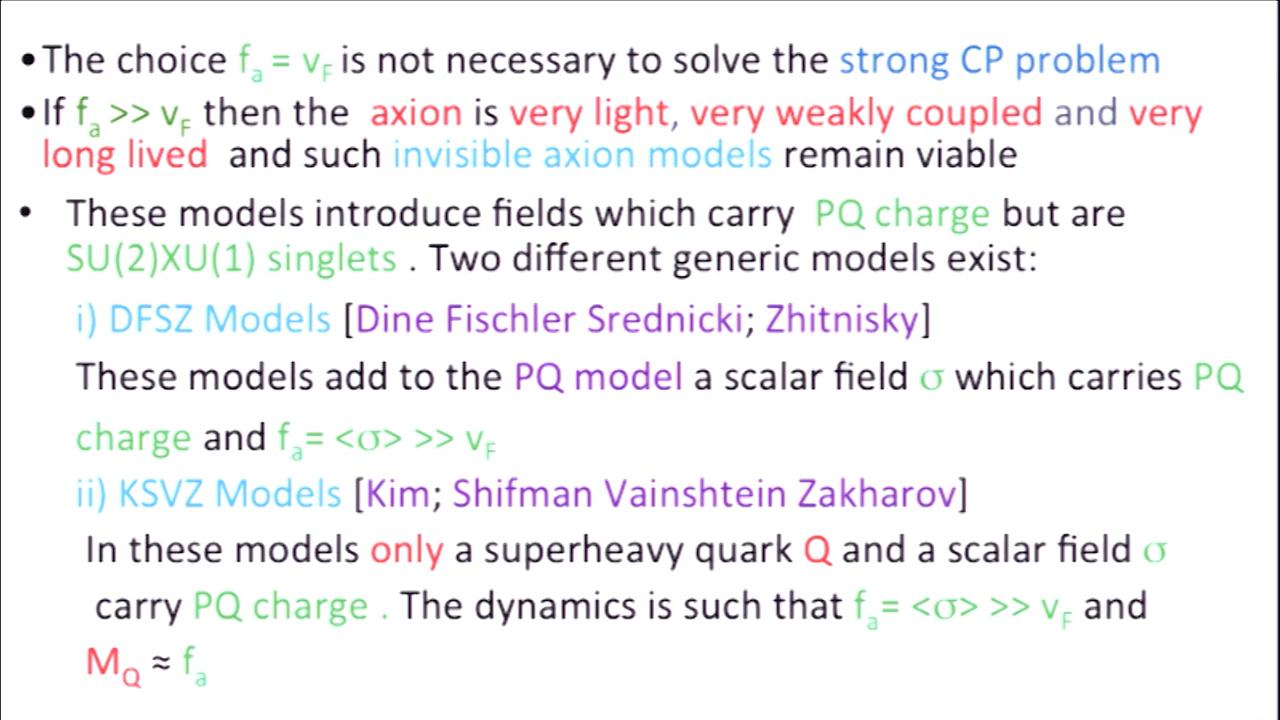 •The choice fₐ = v_F is not necessary to solve the strong CP problem
•If fₐ >> v_F then the axion is very light, very weakly coupled and very
long lived and such invisible axion models remain viable
• These models introduce fields which carry PQ charge but are
SU(2)XU(1) singlets . Two different generic models exist:
i) DFSZ Models [Dine Fischler Srednicki; Zhitnisky]
These models add to the PQ model a scalar field σ which carries PQ
charge and fₐ= <σ> >> v_F
ii) KSVZ Models [Kim; Shifman Vainshtein Zakharov]
In these models only a superheavy quark Q and a scalar field σ
carry PQ charge . The dynamics is such that fₐ= <σ> >> v_F and
M_Q ≈ fₐ